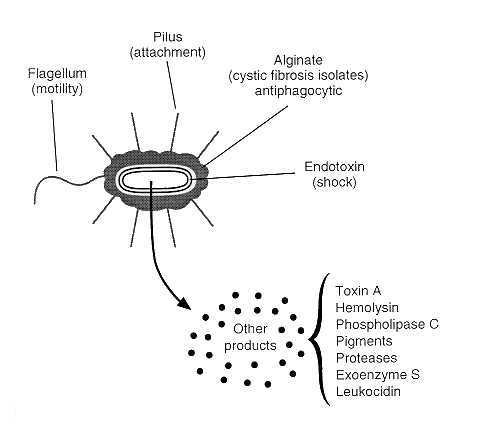 Pilus
(attachment)
Flagellum
(motility)
Alginate
(cystic fibrosis isolates)
antiphagocytic
Endotoxin
(shock)
Other
products
Toxin A
Hemolysin
Phospholipase C
Pigments
Proteases
Exoenzyme S
Leukocidin